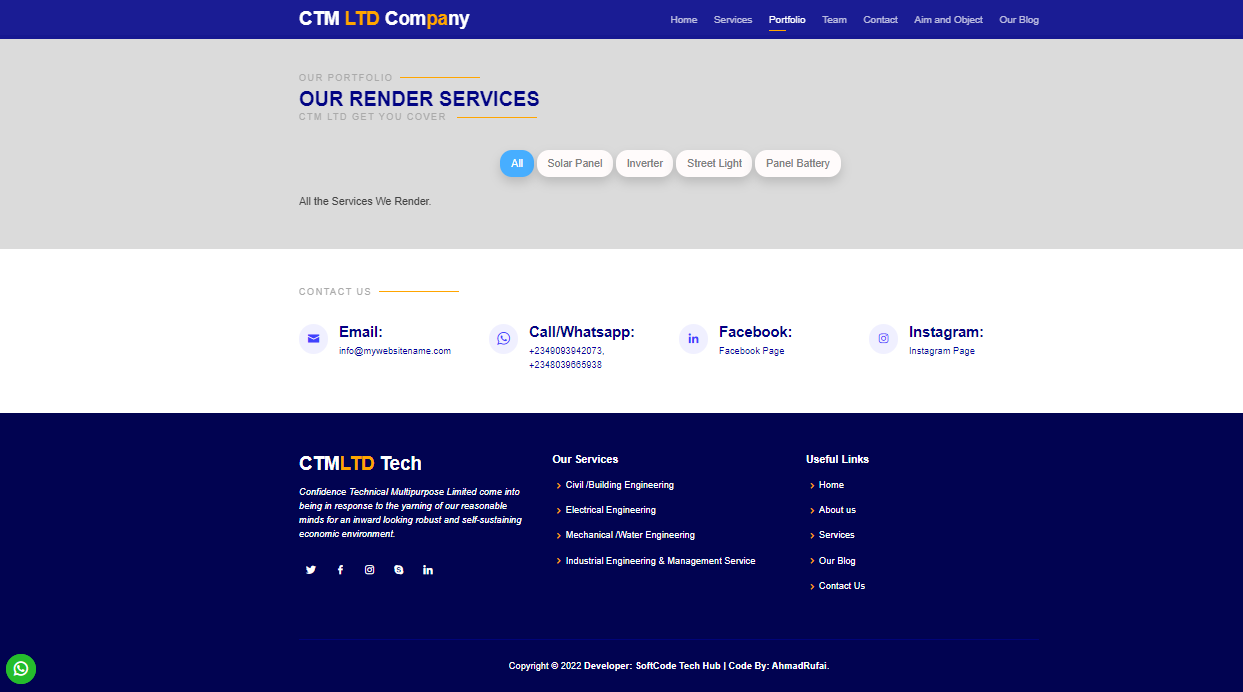 CTM LTD Company
Home Services Portfolio Team Contact Aim and Object Our Blog
OUR PORTFOLIO
OUR RENDER SERVICES
CTM LTD GET YOU COVER
All Solar Panel Inverter Street Light Panel Battery
All the Services We Render.
CONTACT US
Email:
info@mywebsitename.com
Call/Whatsapp:
+2349093942073,
+2348039665938
Facebook:
Facebook Page
Instagram:
Instagram Page
CTMLTD Tech
Confidence Technical Multipurpose Limited come into
being in response to the yarning of our reasonable
minds for an inward looking robust and self-sustaining
economic environment.
Our Services
Civil /Building Engineering
Electrical Engineering
Mechanical /Water Engineering
Industrial Engineering & Management Service
Useful Links
Home
About us
Services
Our Blog
Contact Us
Copyright © 2022 Developer: SoftCode Tech Hub | Code By: AhmadRufai.